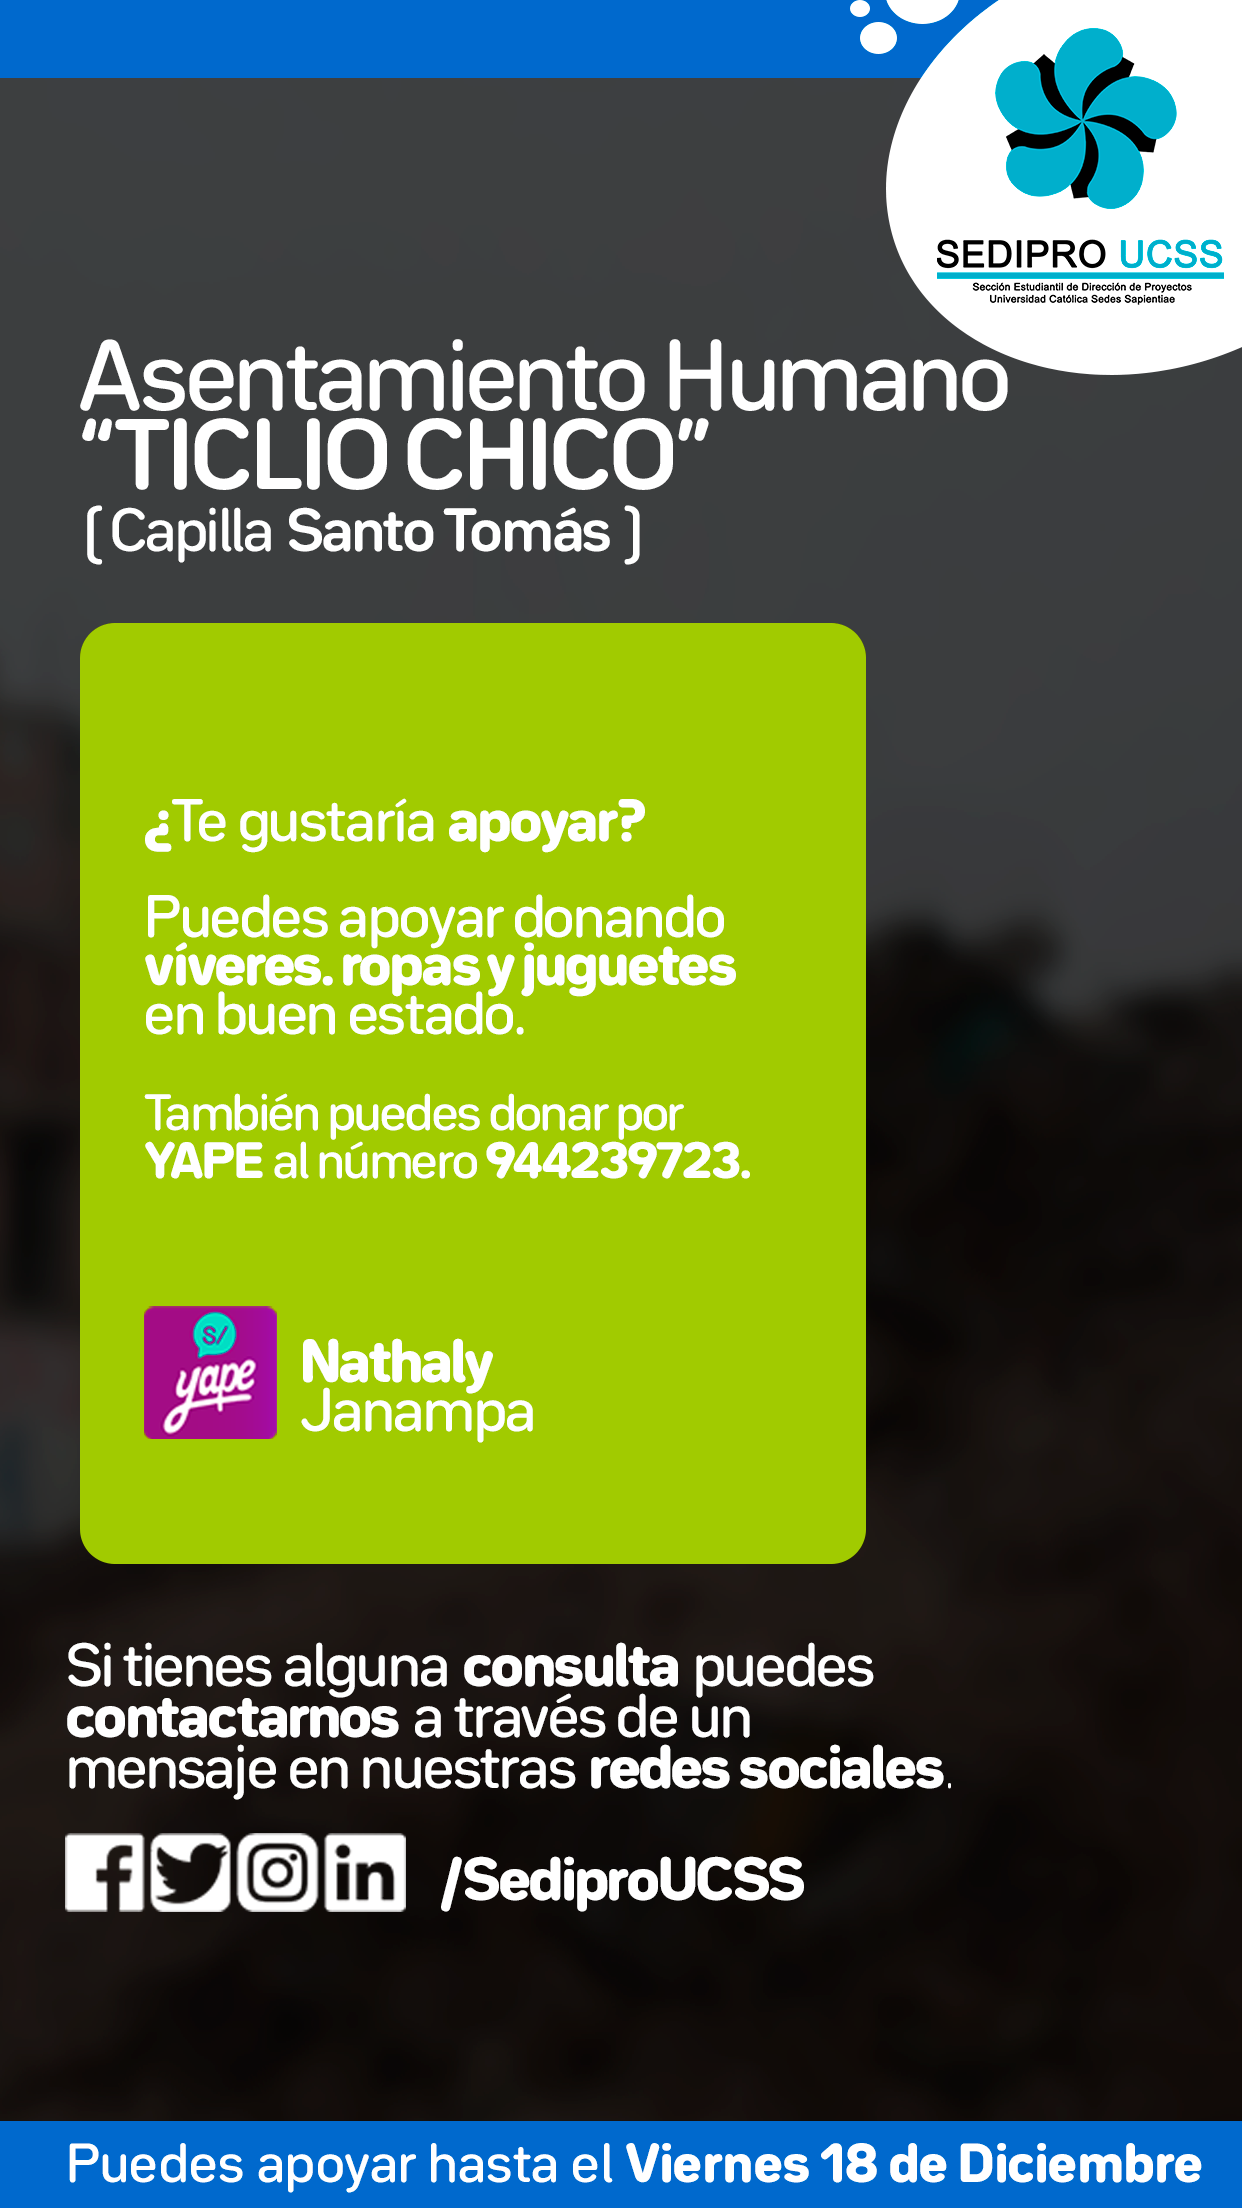 SEDIPRO UCSS
Sección Estudiantil de Dirección de Proyectos
Universidad Católica Sedes Sapientiae
Asentamiento Humano
“TICLIO CHICO”
( Capilla Santo Tomás )
¿Te gustaría apoyar?
Puedes apoyar donando
víveres. ropas y juguetes
en buen estado.
También puedes donar por
YAPE al número 944239723.
S/
yape
Nathaly
Janampa
Si tienes alguna consulta puedes
contactarnos a través de un
mensaje en nuestras redes sociales.
/SediproUCSS
Puedes apoyar hasta el Viernes 18 de Diciembre